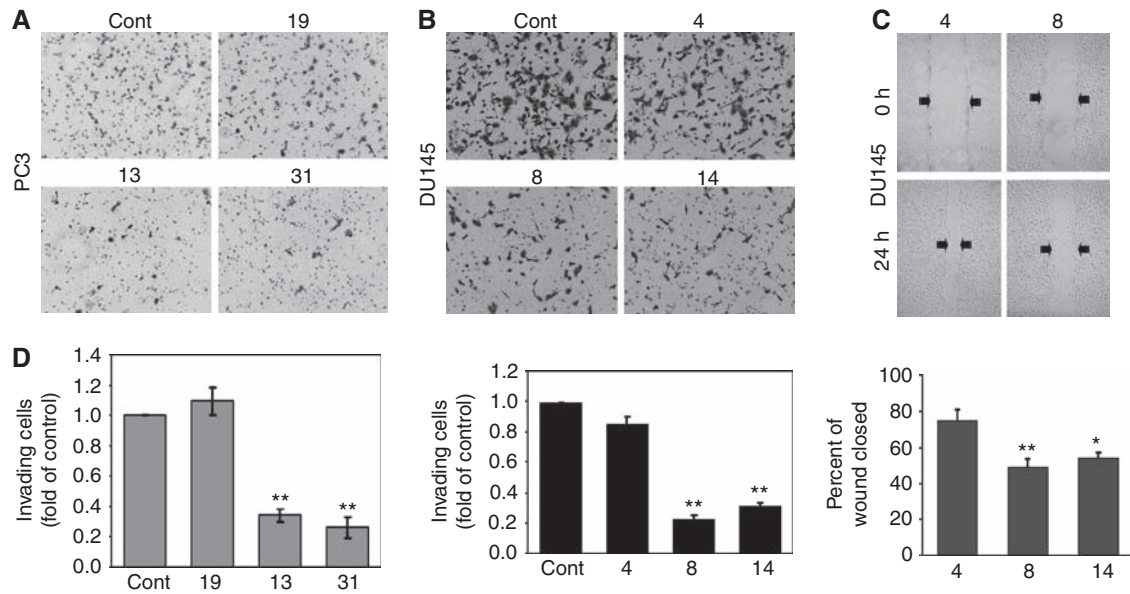 A
Cont 19
PC3
13 31
B
Cont 4
DU145
8 14
C
4 8
0 h
DU145
24 h
D
Invading cells
(fold of control)
1.4
1.2
1.0
0.8
0.6
0.4
0.2
0.0
** **
Cont 19 13 31
Invading cells
(fold of control)
1.2
1.0
0.8
0.6
0.4
0.2
0.0
** **
Cont 4 8 14
Percent of
wound closed
100
80
60
40
20
0
** *
4 8 14